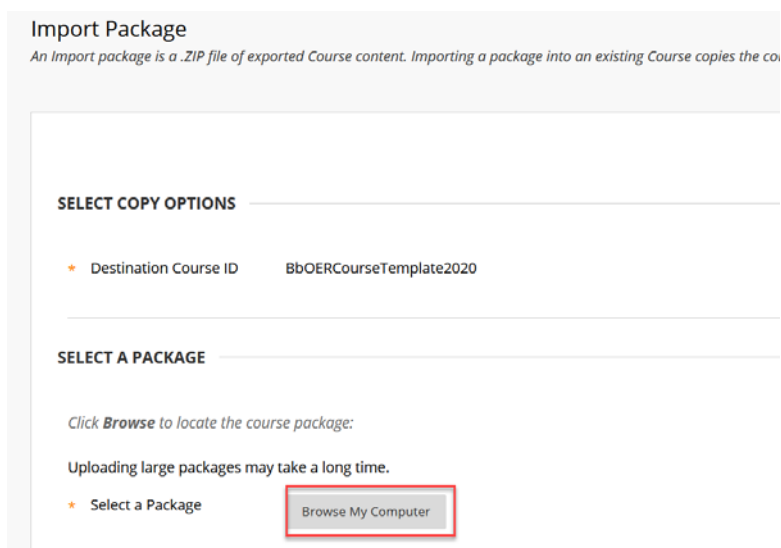 Import Package
An Import package is a .ZIP file of exported Course content. Importing a package into an existing Course copies the
SELECT COPY OPTIONS
* Destination Course ID BbOERCourseTemplate2020
SELECT A PACKAGE
Click Browse to locate the course package:
Uploading large packages may take a long time.
* Select a Package Browse My Computer